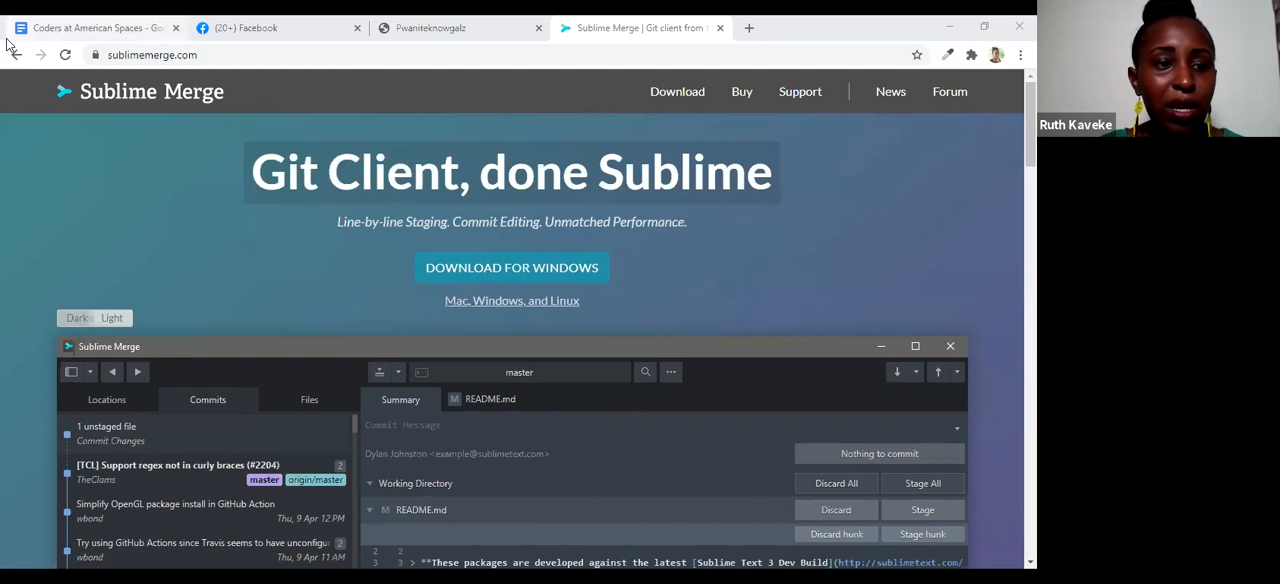 Coders at American Spaces - Go
(20+) Facebook
Pwaniteknowgalz
Sublime Merge | Git client from t
sublimemerge.com
Sublime Merge
Download
Buy
Support
News
Forum
Ruth Kaveke
Git Client, done Sublime
Line-by-line Staging. Commit Editing. Unmatched Performance.
DOWNLOAD FOR WINDOWS
Mac, Windows, and Linux
Dark Light
Sublime Merge
master
Locations
Commits
Files
Summary
M README.md
1 unstaged file
Commit Changes
Commit Message
Dylan Johnston <example@sublimetext.com>
Nothing to commit
[TCL] Support regex not in curly braces (#2204) 2
TheClams
master
origin/master
Working Directory
Discard All
Stage All
Simplify OpenGL package install in GitHub Action
wbond
Thu, 9 Apr 12 PM
M README.md
Discard
Stage
Discard hunk
Stage hunk
Try using GitHub Actions since Travis seems to have unconfigu 2
wbond
Thu, 9 Apr 11 AM
2 2
3 3 > **These packages are developed against the latest [Sublime Text 3 Dev Build](http://sublimetext.com/